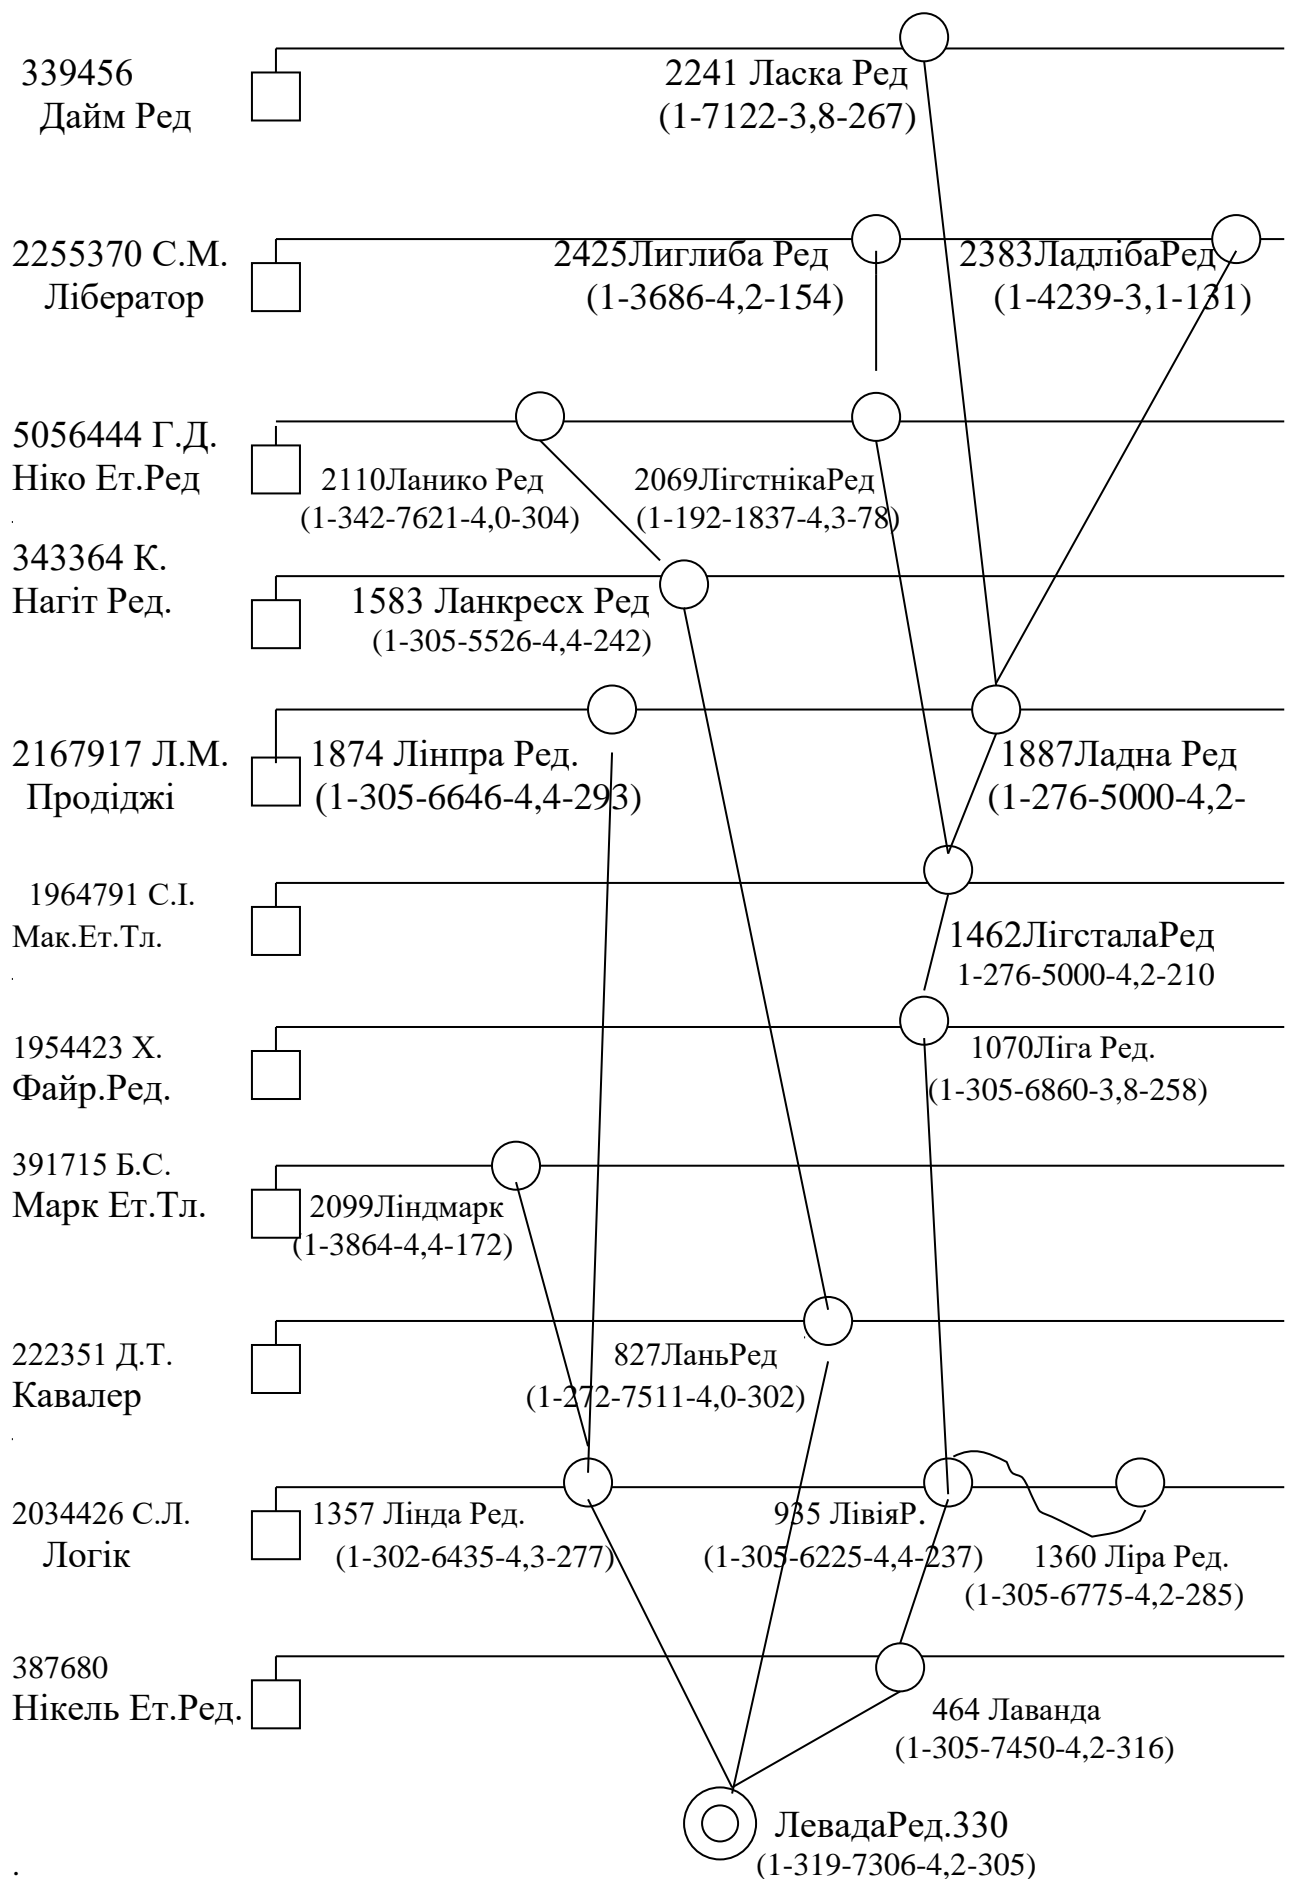 339456
Дайм Ред
2241 Ласка Ред
(1-7122-3,8-267)
2255370 С.М.
Ліберaтор
2425Лиглиба Ред
(1-3686-4,2-154)
2383ЛадлібаРед
(1-4239-3,1-131)
5056444 Г.Д.
Ніко Ет.Ред
.
2110Ланико Ред
(1-342-7621-4,0-304)
2069ЛігстнікаРед
(1-192-1837-4,3-78)
343364 К.
Нагіт Ред.
1583 Ланкресх Ред
(1-305-5526-4,4-242)
2167917 Л.М.
Продіджі
1874 Лінпра Ред.
(1-305-6646-4,4-293)
1887Ладна Ред
(1-276-5000-4,2-
1964791 С.І.
Мак.Ет.Тл.
.
1462ЛігсталаРед
1-276-5000-4,2-210
1954423 Х.
Файр.Ред.
1070Ліга Ред.
(1-305-6860-3,8-258)
391715 Б.С.
Марк Ет.Тл.
2099Ліндмарк
(1-3864-4,4-172)
222351 Д.Т.
Кавалер
.
827ЛаньРед
(1-272-7511-4,0-302)
2034426 С.Л.
Логік
1357 Лінда Ред.
(1-302-6435-4,3-277)
935 ЛівіяР.
(1-305-6225-4,4-237)
1360 Ліра Ред.
(1-305-6775-4,2-285)
387680
Нікель Ет.Ред.
464 Лаванда
(1-305-7450-4,2-316)
ЛевадаРед.330
(1-319-7306-4,2-305)
.